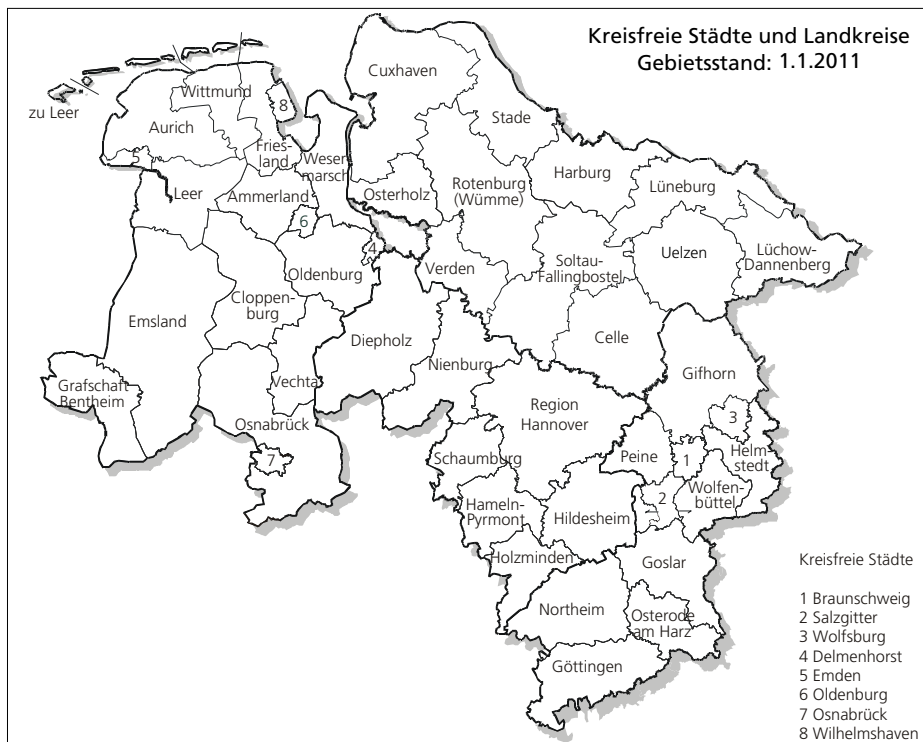 Kreisfreie Städte und Landkreise
Gebietsstand: 1.1.2011
Cuxhaven
Wittmund
zu Leer
8
Stade
Aurich
Fries-
land
Weser-
marsch
5
Harburg
Leer
Ammerland
Osterholz
Rotenburg
(Wümme)
Lüneburg
6
4
Oldenburg
Verden
Soltau-
Fallingbostel
Uelzen
Lüchow-
Dannenberg
Cloppen-
burg
Emsland
Diepholz
Celle
Nienburg
Gifhorn
Grafschaft
Bentheim
Vechta
Region
Hannover
3
Osnabrück
7
Schaumburg
Peine
1
Helm-
stedt
2
Wolfen-
büttel
Hameln-
Pyrmont
Hildesheim
Holzminden
Goslar
Northeim
Osterode
am Harz
Göttingen
Kreisfreie Städte
1 Braunschweig
2 Salzgitter
3 Wolfsburg
4 Delmenhorst
5 Emden
6 Oldenburg
7 Osnabrück
8 Wilhelmshaven